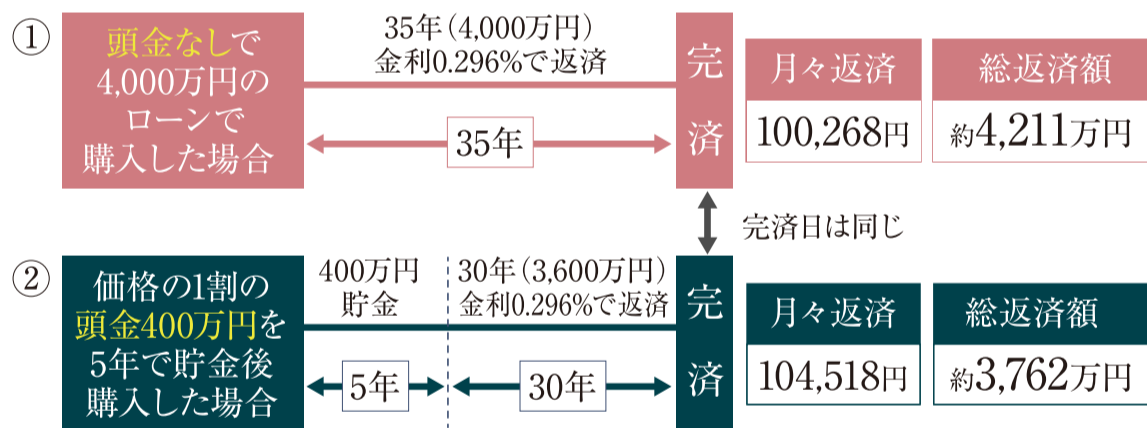 ①
頭金なしで
4,000万円の
ローンで
購入した場合
35年(4,000万円)
金利0.296%で返済
35年
完
済
月々返済
100,268円
総返済額
約4,211万円
完済日は同じ
②
価格の1割の
頭金400万円を
5年で貯金後
購入した場合
400万円
貯金
5年
30年(3,600万円)
金利0.296%で返済
30年
完
済
月々返済
104,518円
総返済額
約3,762万円